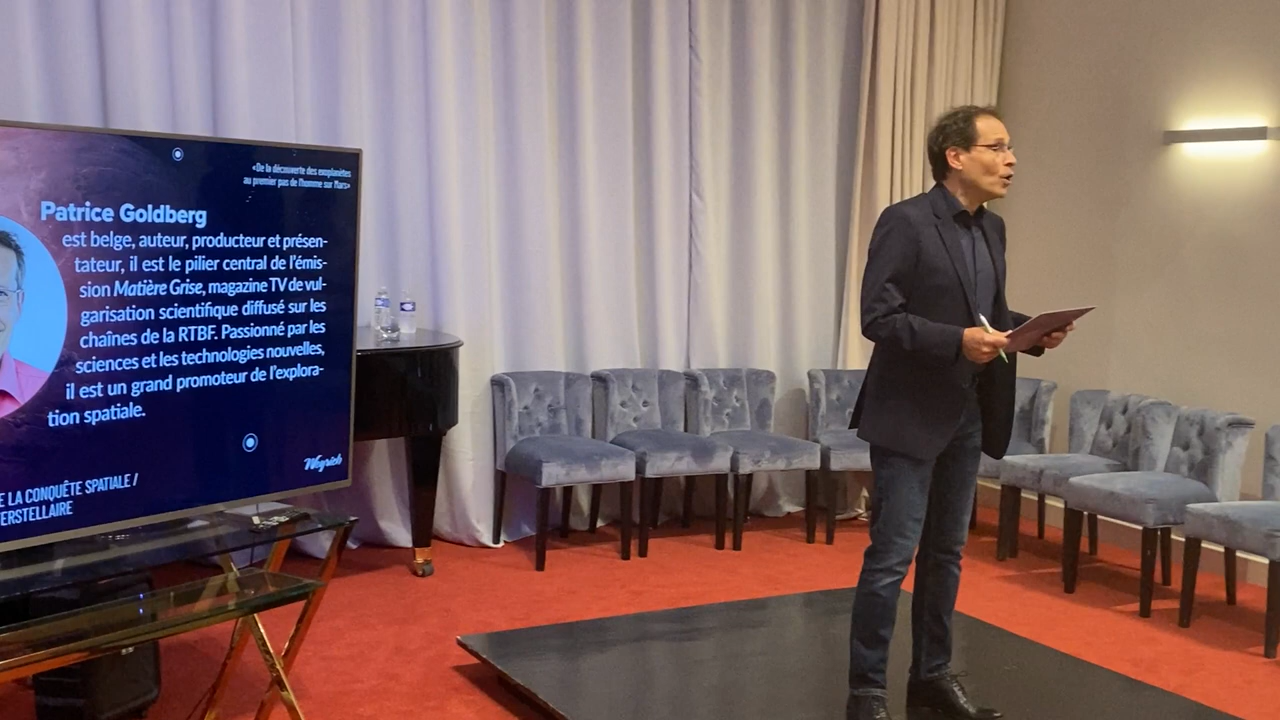 «De la découverte des exoplanètes
au premier pas de l'homme sur Mars»
Patrice Goldberg
est belge, auteur, producteur et présen-
tateur, il est le pilier central de l'émis-
sion Matière Grise, magazine TV de vul-
garisation scientifique diffusé sur les
chaînes de la RTBF. Passionné par les
sciences et les technologies nouvelles,
il est un grand promoteur de l'explora-
tion spatiale.
Weyrich
E LA CONQUÊTE SPATIALE /
ERSTELLAIRE